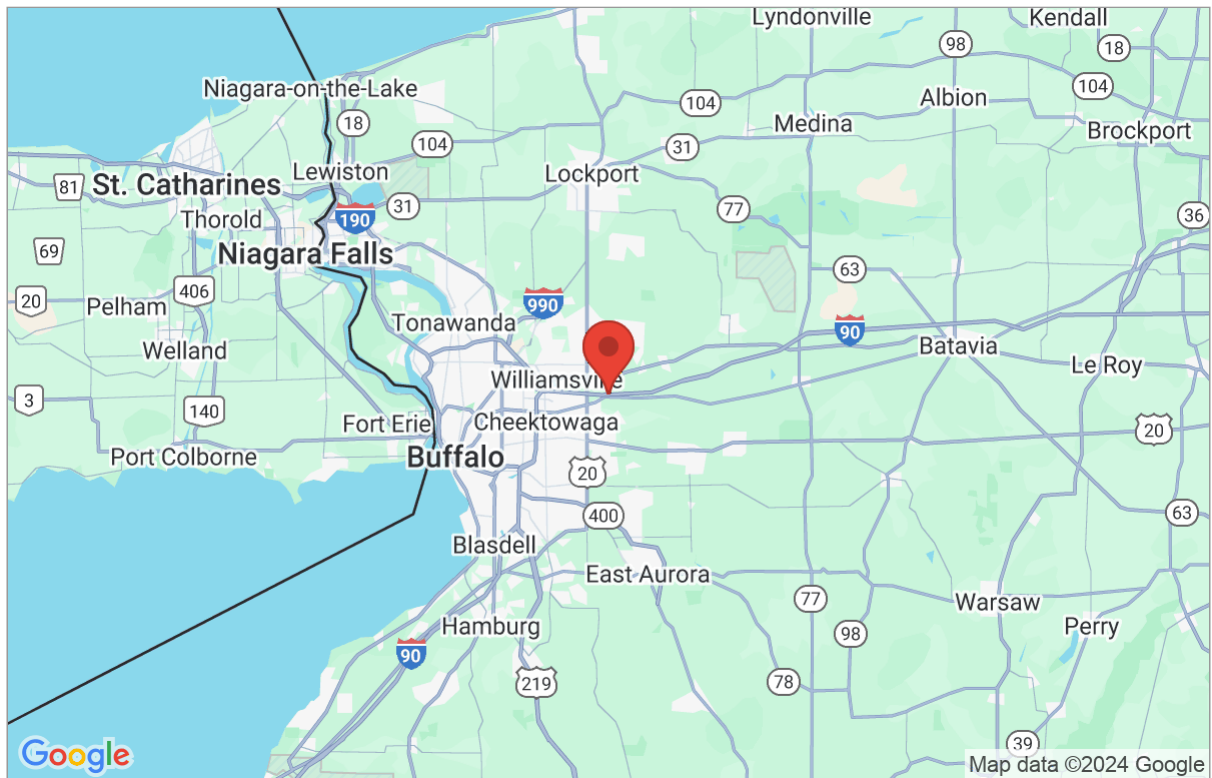 Lyndonville
Kendall
98
18
Niagara-on-the-Lake
104
104
Albion
18
Medina
Brockport
104
31
Lewiston
Lockport
81
St. Catharines
31
77
Thorold
190
36
69
Niagara Falls
63
406
20
990
Pelham
Tonawanda
90
Welland
Batavia
Le Roy
Williamsville
3
140
Fort Erie
Cheektowaga
20
Port Colborne
Buffalo
20
400
63
Blasdell
East Aurora
77
Warsaw
Hamburg
98
Perry
90
219
78
39
Google
Map data ©2024 Google